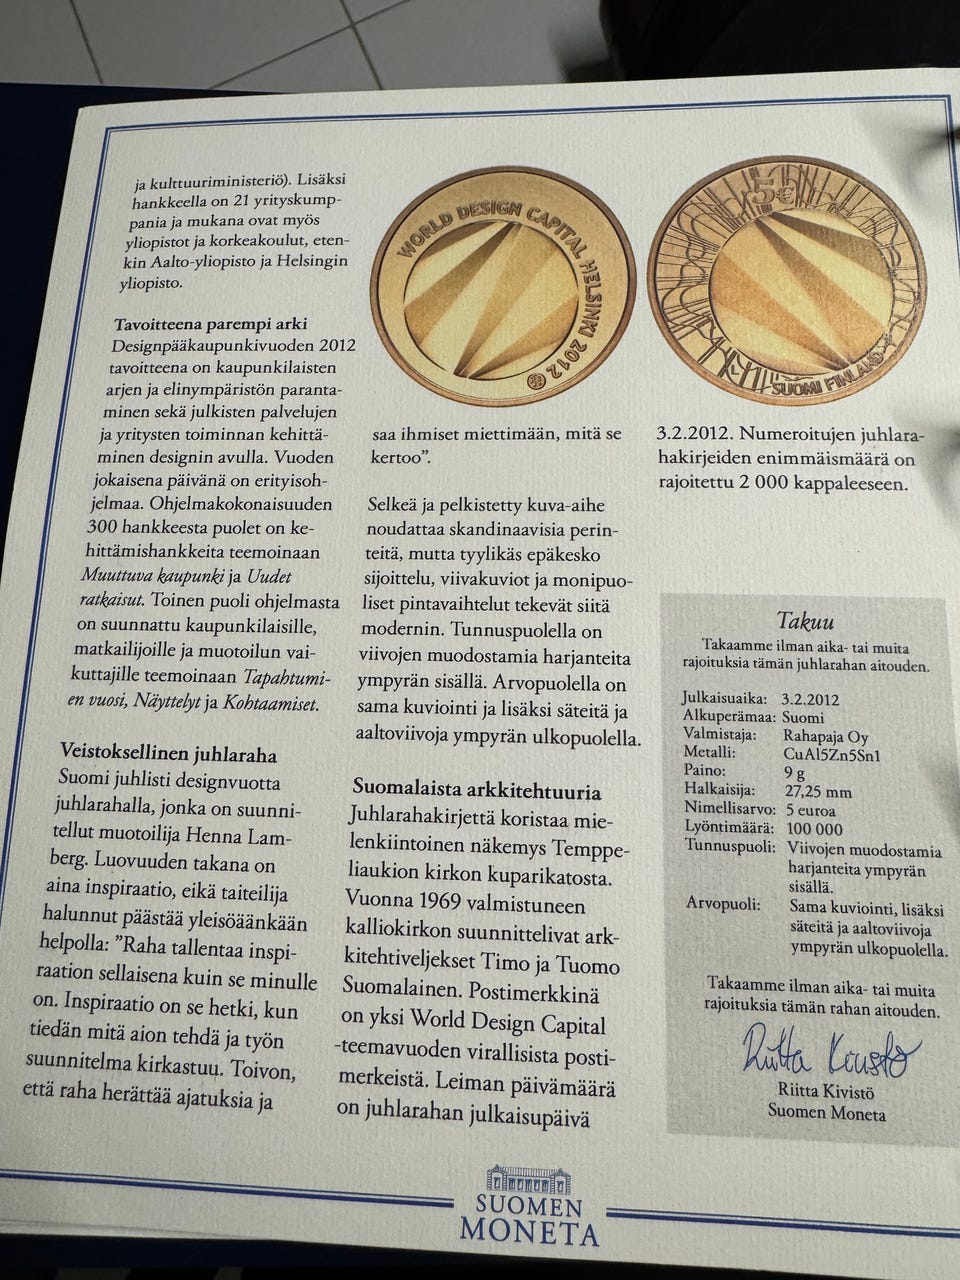 ja kulttuuriministeriö). Lisäksi
hankkeella on 21 yrityskump-
pania ja mukana ovat myös
yliopistot ja korkeakoulut, eten-
kin Aalto-yliopisto ja Helsingin
yliopisto.
Tavoitteena parempi arki
Designpääkaupunkivuoden 2012
tavoitteena on kaupunkilaisten
arjen ja elinympäristön paranta-
minen sekä julkisten palvelujen
ja yritysten toiminnan kehittä-
minen designin avulla. Vuoden
jokaisena päivänä on erityisoh-
jelmaa. Ohjelmakokonaisuuden
300 hankkeesta puolet on ke-
hittämishankkeita teemoinaan
Muuttuva kaupunki ja Uudet
ratkaisut. Toinen puoli ohjelmasta
on suunnattu kaupunkilaisille,
matkailijoille ja muotoilun vai-
kuttajille teemoinaan Tapahtumi-
en vuosi, Näyttelyt ja Kohtaamiset.
Veistoksellinen juhlaraha
Suomi juhlisti designvuotta
juhlarahalla, jonka on suunni-
tellut muotoilija Henna Lam-
berg. Luovuuden takana on
aina inspiraatio, eikä taiteilija
halunnut päästää yleisöäänkään
helpolla: ”Raha tallentaa inspi-
raation sellaisena kuin se minulle
on. Inspiraatio on se hetki, kun
tiedän mitä aion tehdä ja työn
suunnitelma kirkastuu. Toivon,
että raha herättää ajatuksia ja
WORLD DESIGN CAPITAL HELSINKI 2012
saa ihmiset miettimään, mitä se
kertoo”.
Selkeä ja pelkistetty kuva-aihe
noudattaa skandinaavisia perin-
teitä, mutta tyylikäs epäkesko
sijoittelu, viivakuviot ja monipuo-
liset pintavaihtelut tekevät siitä
modernin. Tunnuspuolella on
viivojen muodostamia harjanteita
ympyrän sisällä. Arvopuolella on
sama kuviointi ja lisäksi säteitä ja
aaltoviivoja ympyrän ulkopuolella.
Suomalaista arkkitehtuuria
Juhlarahakirjettä koristaa mie-
lenkiintoinen näkemys Temppe-
liaukion kirkon kuparikatosta.
Vuonna 1969 valmistuneen
kalliokirkon suunnittelivat ark-
kitehtiveljekset Timo ja Tuomo
Suomalainen. Postimerkkinä
on yksi World Design Capital
-teemavuoden virallisista posti-
merkeistä. Leiman päivämäärä
on juhlarahan julkaisupäivä
5€
SUOMI FINLAND
3.2.2012. Numeroitujen juhlara-
hakirjeiden enimmäismäärä on
rajoitettu 2 000 kappaleeseen.
Takuu
Takaamme ilman aika- tai muita
rajoituksia tämän juhlarahan aitouden.
Julkaisuaika: 3.2.2012
Alkuperämaa: Suomi
Valmistaja: Rahapaja Oy
Metalli: CuAl5Zn5Sn1
Paino: 9 g
Halkaisija: 27,25 mm
Nimellisarvo: 5 euroa
Lyöntimäärä: 100 000
Tunnuspuoli: Viivojen muodostamia
harjanteita ympyrän
sisällä.
Arvopuoli: Sama kuviointi, lisäksi
säteitä ja aaltoviivoja
ympyrän ulkopuolella.
Takaamme ilman aika- tai muita
rajoituksia tämän rahan aitouden.
Riitta Kivistö
Riitta Kivistö
Suomen Moneta
SUOMEN
MONETA